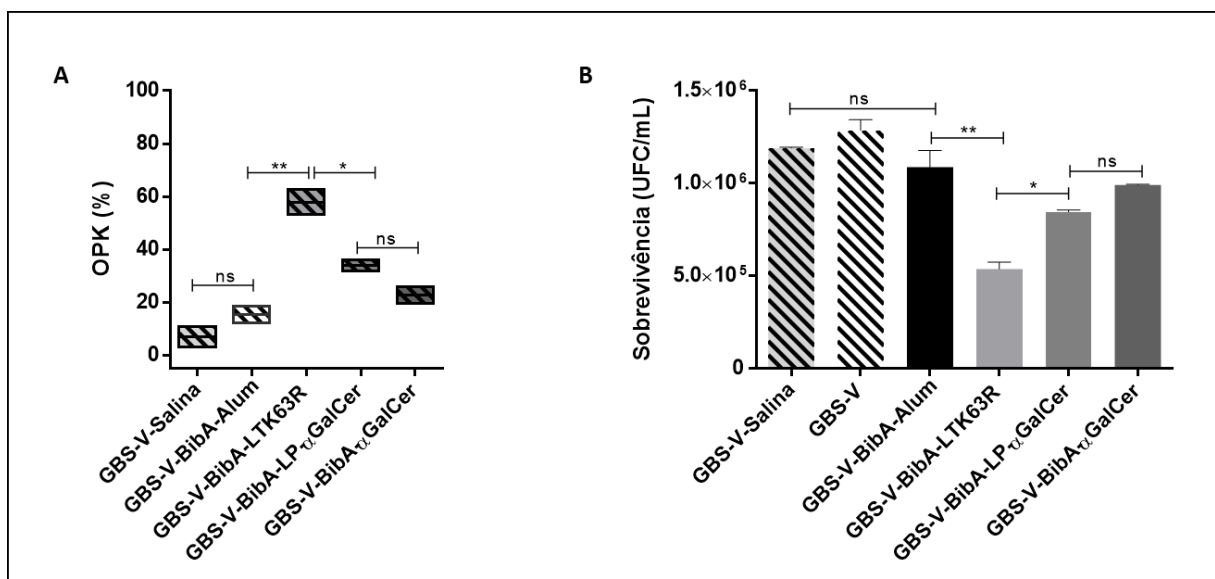 A
OPK (%)
100
80
60
40
20
0
ns
**
*
ns
GBS-V-Salina
GBS-V-BibA-Alum
GBS-V-BibA-LTK63R
GBS-V-BibA-LPαGalCer
GBS-V-BibAαGalCer
B
Sobrevivência (UFC/mL)
1.5×10⁶
1.0×10⁶
5.0×10⁵
0
ns
**
*
ns
GBS-V-Salina
GBS-V
GBS-V-BibA-Alum
GBS-V-BibA-LTK63R
GBS-V-BibA-LPαGalCer
GBS-V-BibAαGalCer